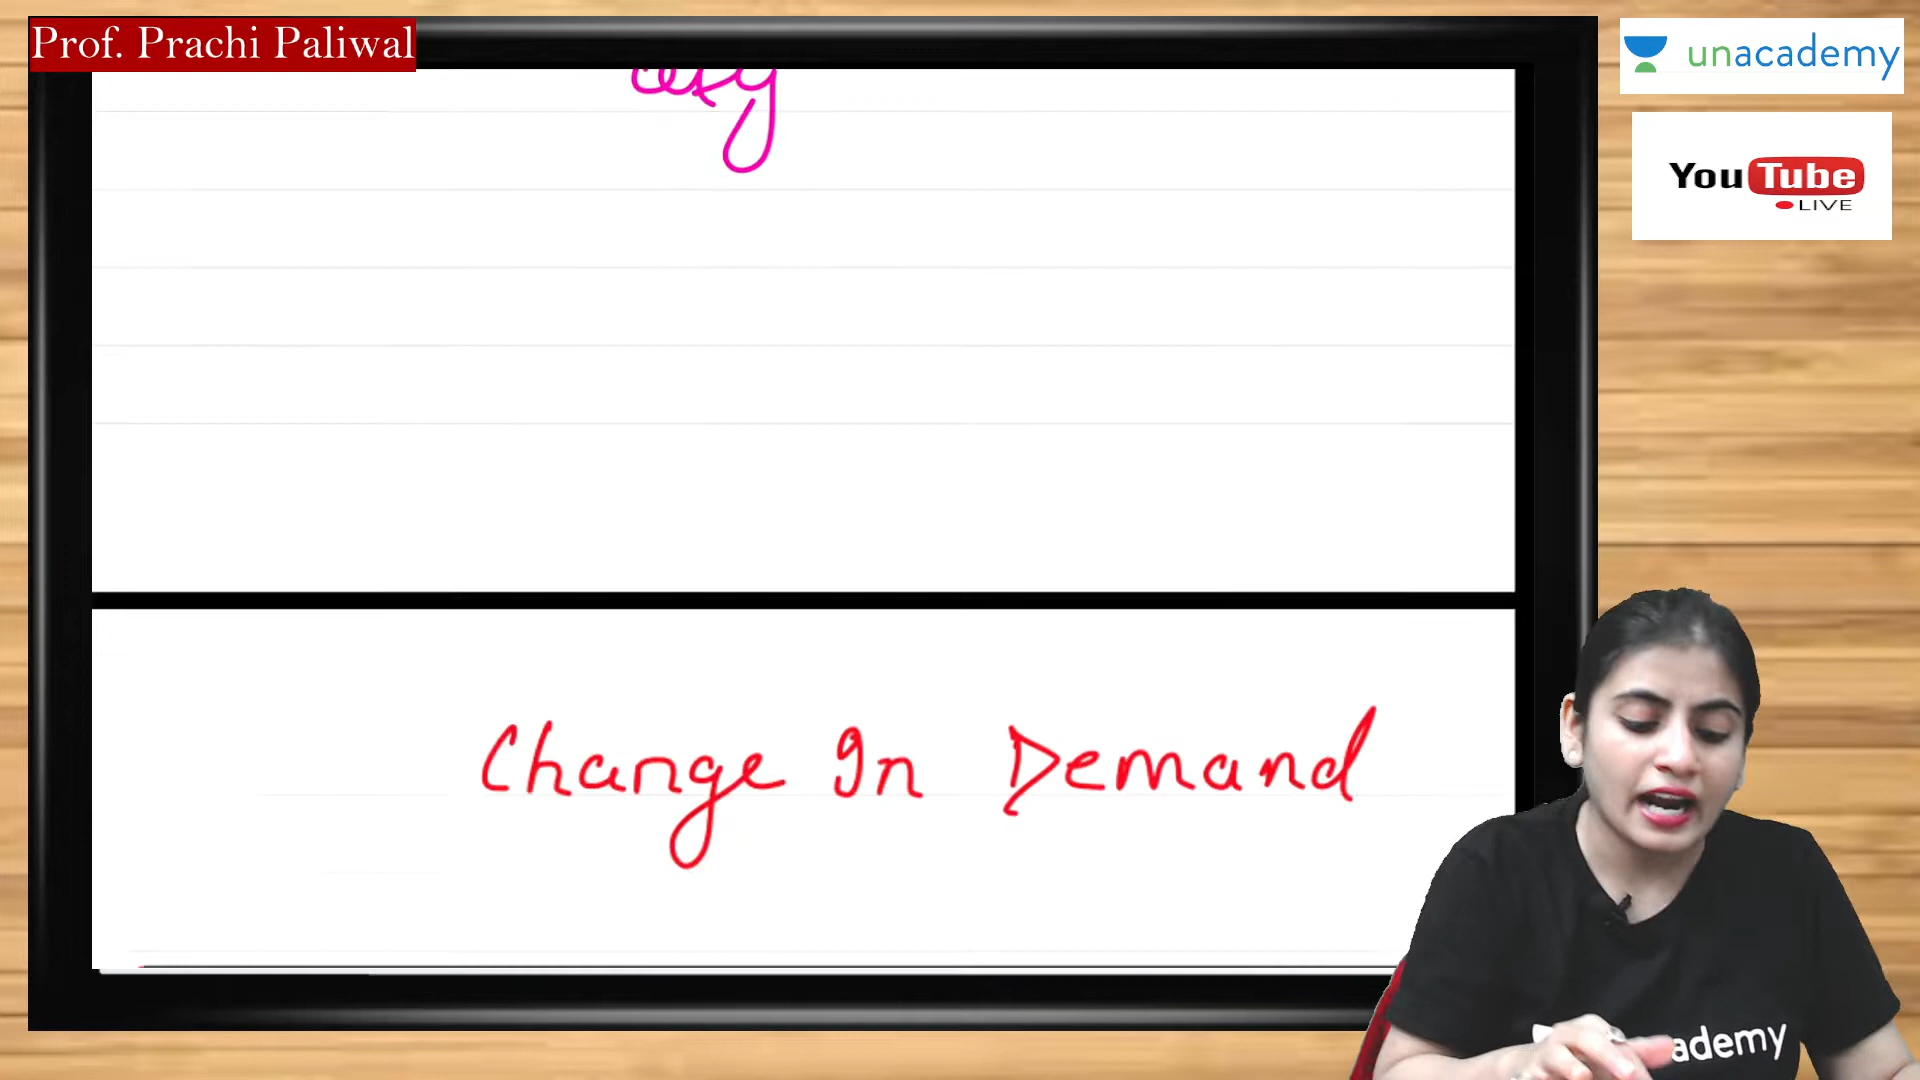 Prof. Prachi Paliwal
unacademy
YouTube
LIVE
Change In Demand
ademy